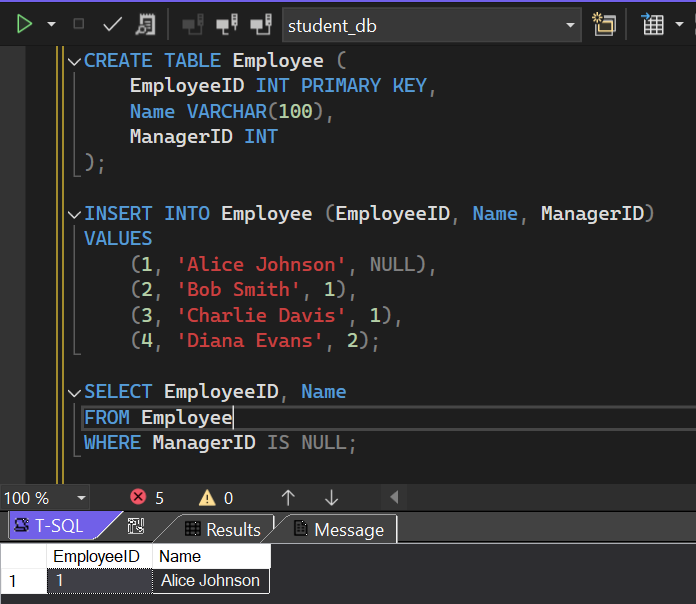 student_db
CREATE TABLE Employee (
EmployeeID INT PRIMARY KEY,
Name VARCHAR(100),
ManagerID INT
);
INSERT INTO Employee (EmployeeID, Name, ManagerID)
VALUES
(1, 'Alice Johnson', NULL),
(2, 'Bob Smith', 1),
(3, 'Charlie Davis', 1),
(4, 'Diana Evans', 2);
SELECT EmployeeID, Name
FROM Employee
WHERE ManagerID IS NULL;
100 % 5 0
T-SQL Results Message
EmployeeID Name
1 1 Alice Johnson